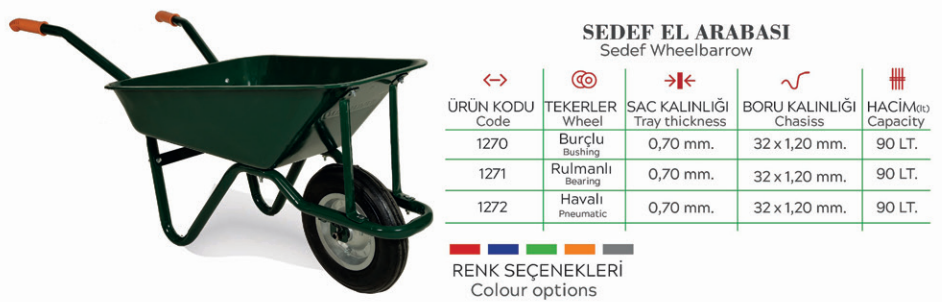 SEDEF EL ARABASI
Sedef Wheelbarrow
ÜRÜN KODU TEKERLER SAC KALINLIĞI BORU KALINLIĞI HACİM(lt)
Code Wheel Tray thickness Chasiss Capacity
1270 Burçlu 0,70 mm. 32 x 1,20 mm. 90 LT.
Bushing
1271 Rulmanlı 0,70 mm. 32 x 1,20 mm. 90 LT.
Bearing
1272 Havalı 0,70 mm. 32 x 1,20 mm. 90 LT.
Pneumatic
RENK SEÇENEKLERİ
Colour options